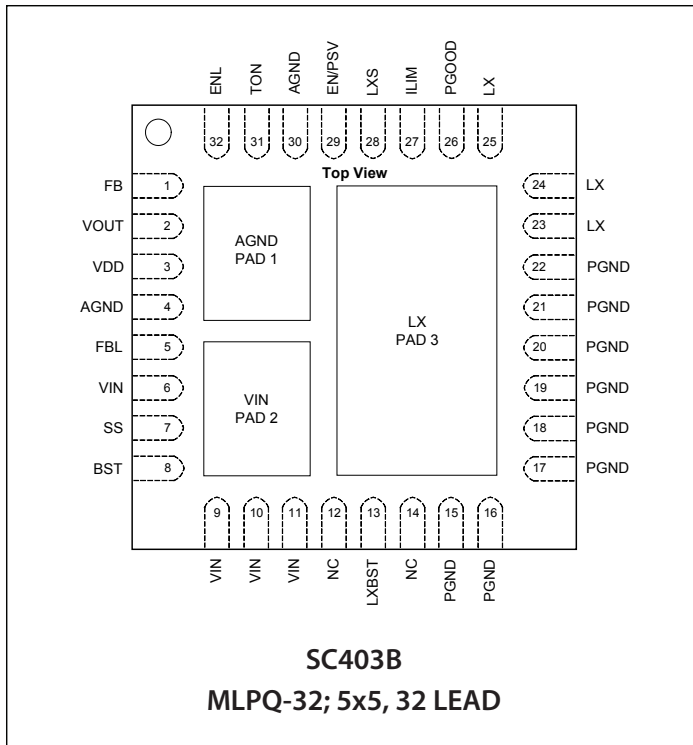 ENL
TON
AGND
EN/PSV
LXS
ILIM
PGOOD
LX
32
31
30
29
28
27
26
25
Top View
FB 1
VOUT 2
VDD 3
AGND 4
FBL 5
VIN 6
SS 7
BST 8
AGND
PAD 1
VIN
PAD 2
LX
PAD 3
24 LX
23 LX
22 PGND
21 PGND
20 PGND
19 PGND
18 PGND
17 PGND
9
10
11
12
13
14
15
16
VIN
VIN
VIN
NC
LXBST
NC
PGND
PGND
SC403B
MLPQ-32; 5x5, 32 LEAD